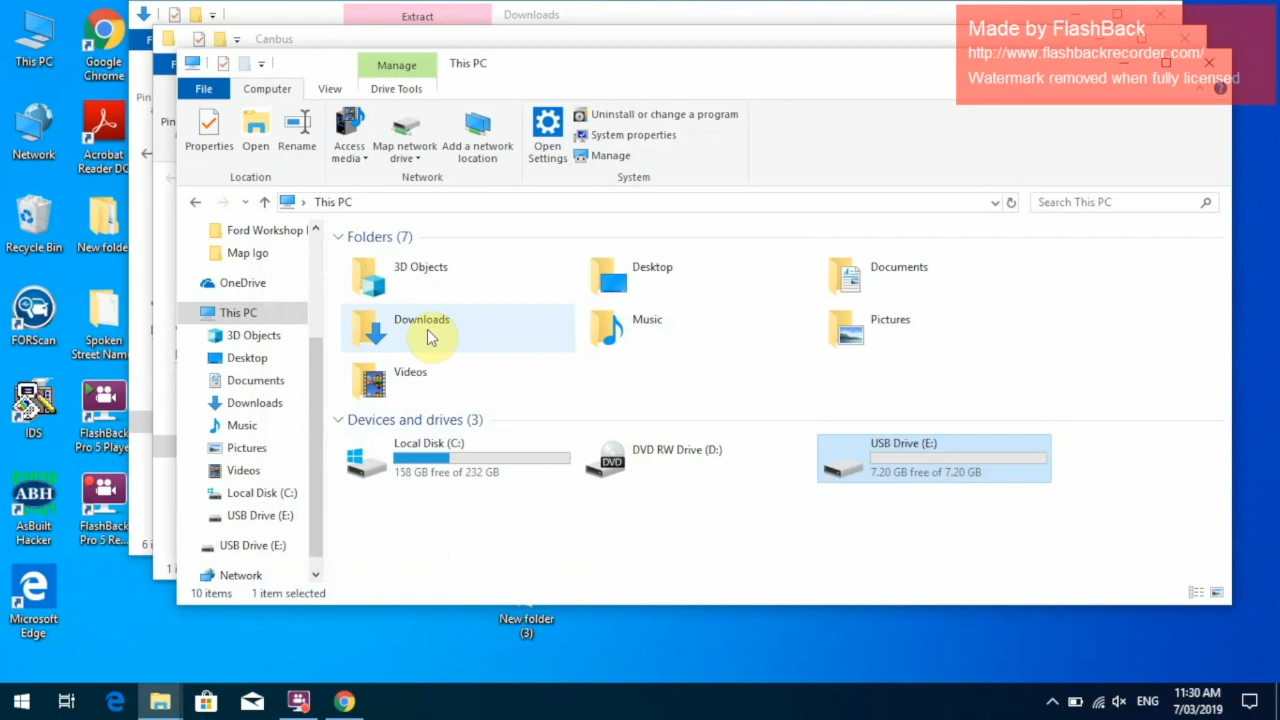 This PC
Google
Chrome
Network
Acrobat
Reader DC
Recycle Bin
New folder
FORScan
Spoken
Street Nam
IDS
FlashBack
Pro 5 Playe
ABH
AsBuilt
Hacker
FlashBack
Pro 5 Re...
Microsoft
Edge
New folder
(3)
Extract
Downloads
Canbus
Made by FlashBack
http://www.flashbackrecorder.com/
Watermark removed when fully licensed
Manage
This PC
File
Computer
View
Drive Tools
Pin
Pin
Properties
Open
Rename
Access
media
Map network
drive
Add a network
location
Open
Settings
Uninstall or change a program
System properties
Manage
Location
Network
System
This PC
Search This PC
Ford Workshop
Map Igo
OneDrive
This PC
3D Objects
Desktop
Documents
Downloads
Music
Pictures
Videos
Local Disk (C:)
USB Drive (E:)
USB Drive (E:)
Network
Folders (7)
3D Objects
Desktop
Documents
Downloads
Music
Pictures
Videos
Devices and drives (3)
Local Disk (C:)
158 GB free of 232 GB
DVD
DVD RW Drive (D:)
USB Drive (E:)
7.20 GB free of 7.20 GB
6 i
1 i
10 items
1 item selected
ENG
11:30 AM
7/03/2019